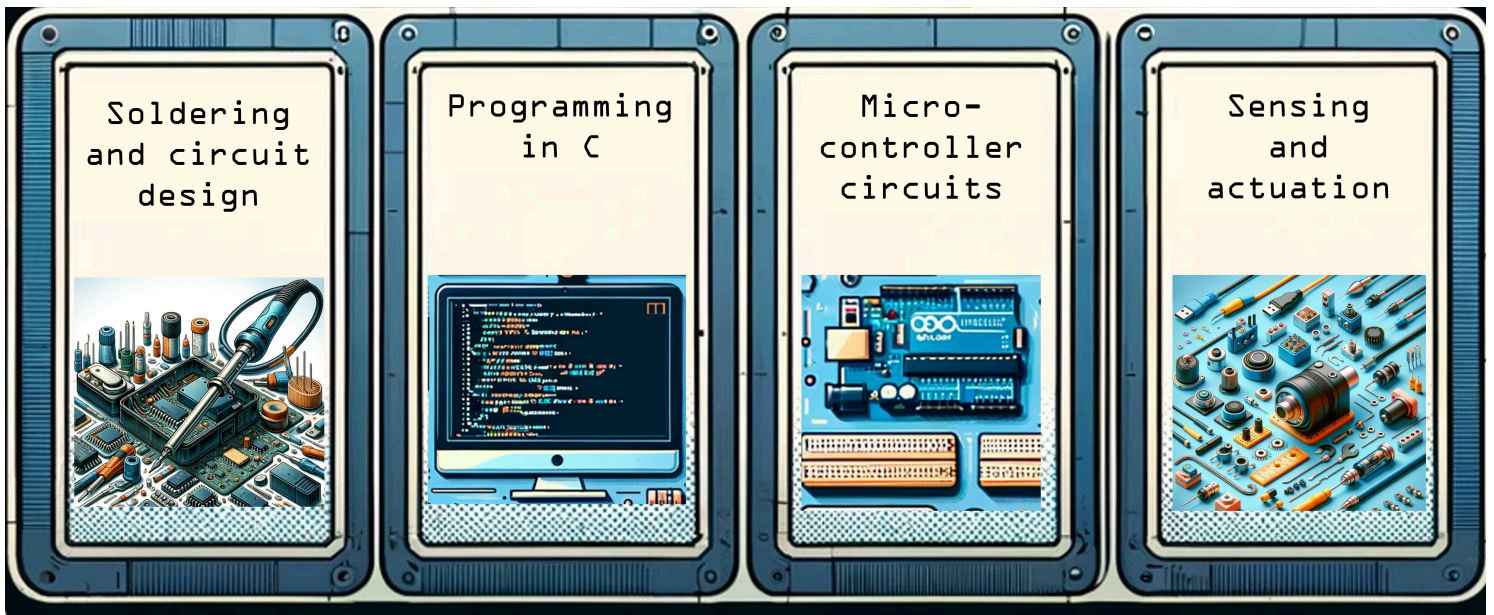 Soldering
and circuit
design
Programming
in C
Micro-
controller
circuits
Sensing
and
actuation